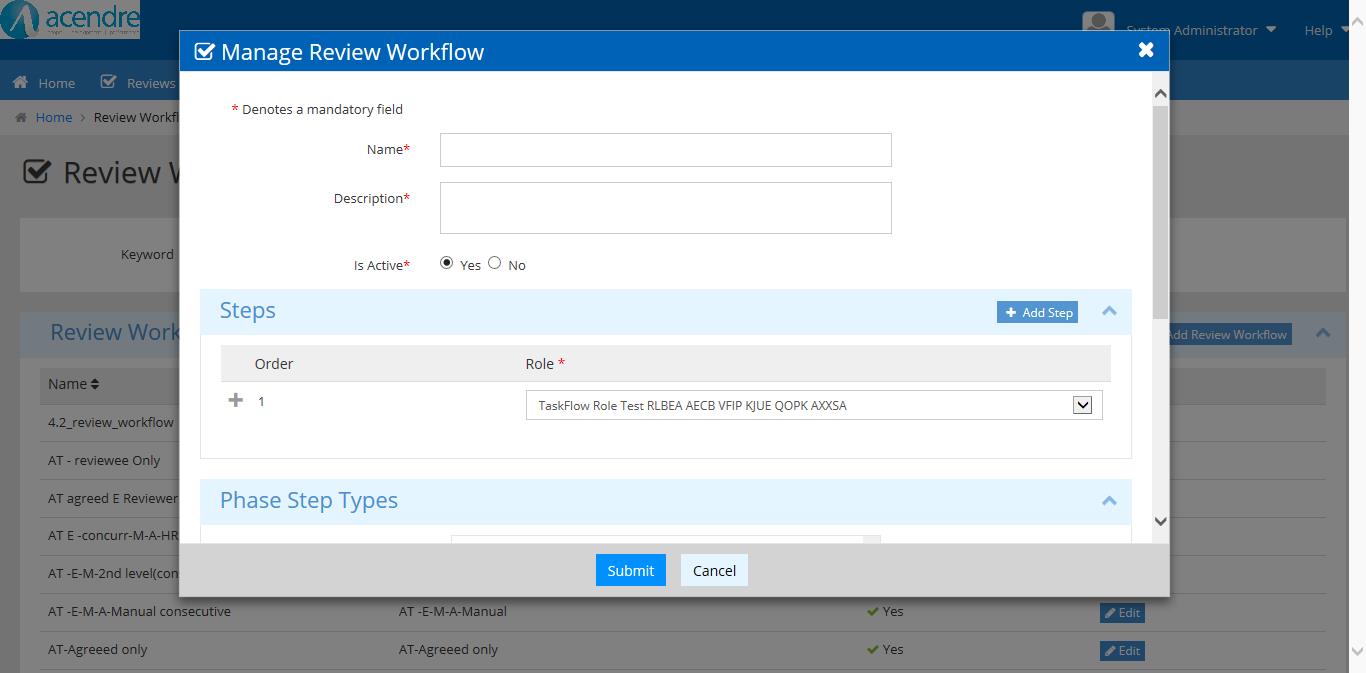 acendre
System Administrator
Help
Manage Review Workflow
Home
Reviews
Home > Review Workfl
Review W
Keyword
Review Work
Add Review Workflow
* Denotes a mandatory field
Name*
Description*
Is Active*
Yes
No
Steps
Add Step
Order
Role *
1
TaskFlow Role Test RLBEA AECB VFIP KJUE QOPK AXXSA
Phase Step Types
Submit
Cancel
Name
4.2_review_workflow
AT - reviewee Only
AT agreed E Reviewer
AT E -concurr-M-A-HR
AT -E-M-2nd level(con
AT -E-M-A-Manual consecutive
AT -E-M-A-Manual
Yes
Edit
AT-Agreeed only
AT-Agreeed only
Yes
Edit